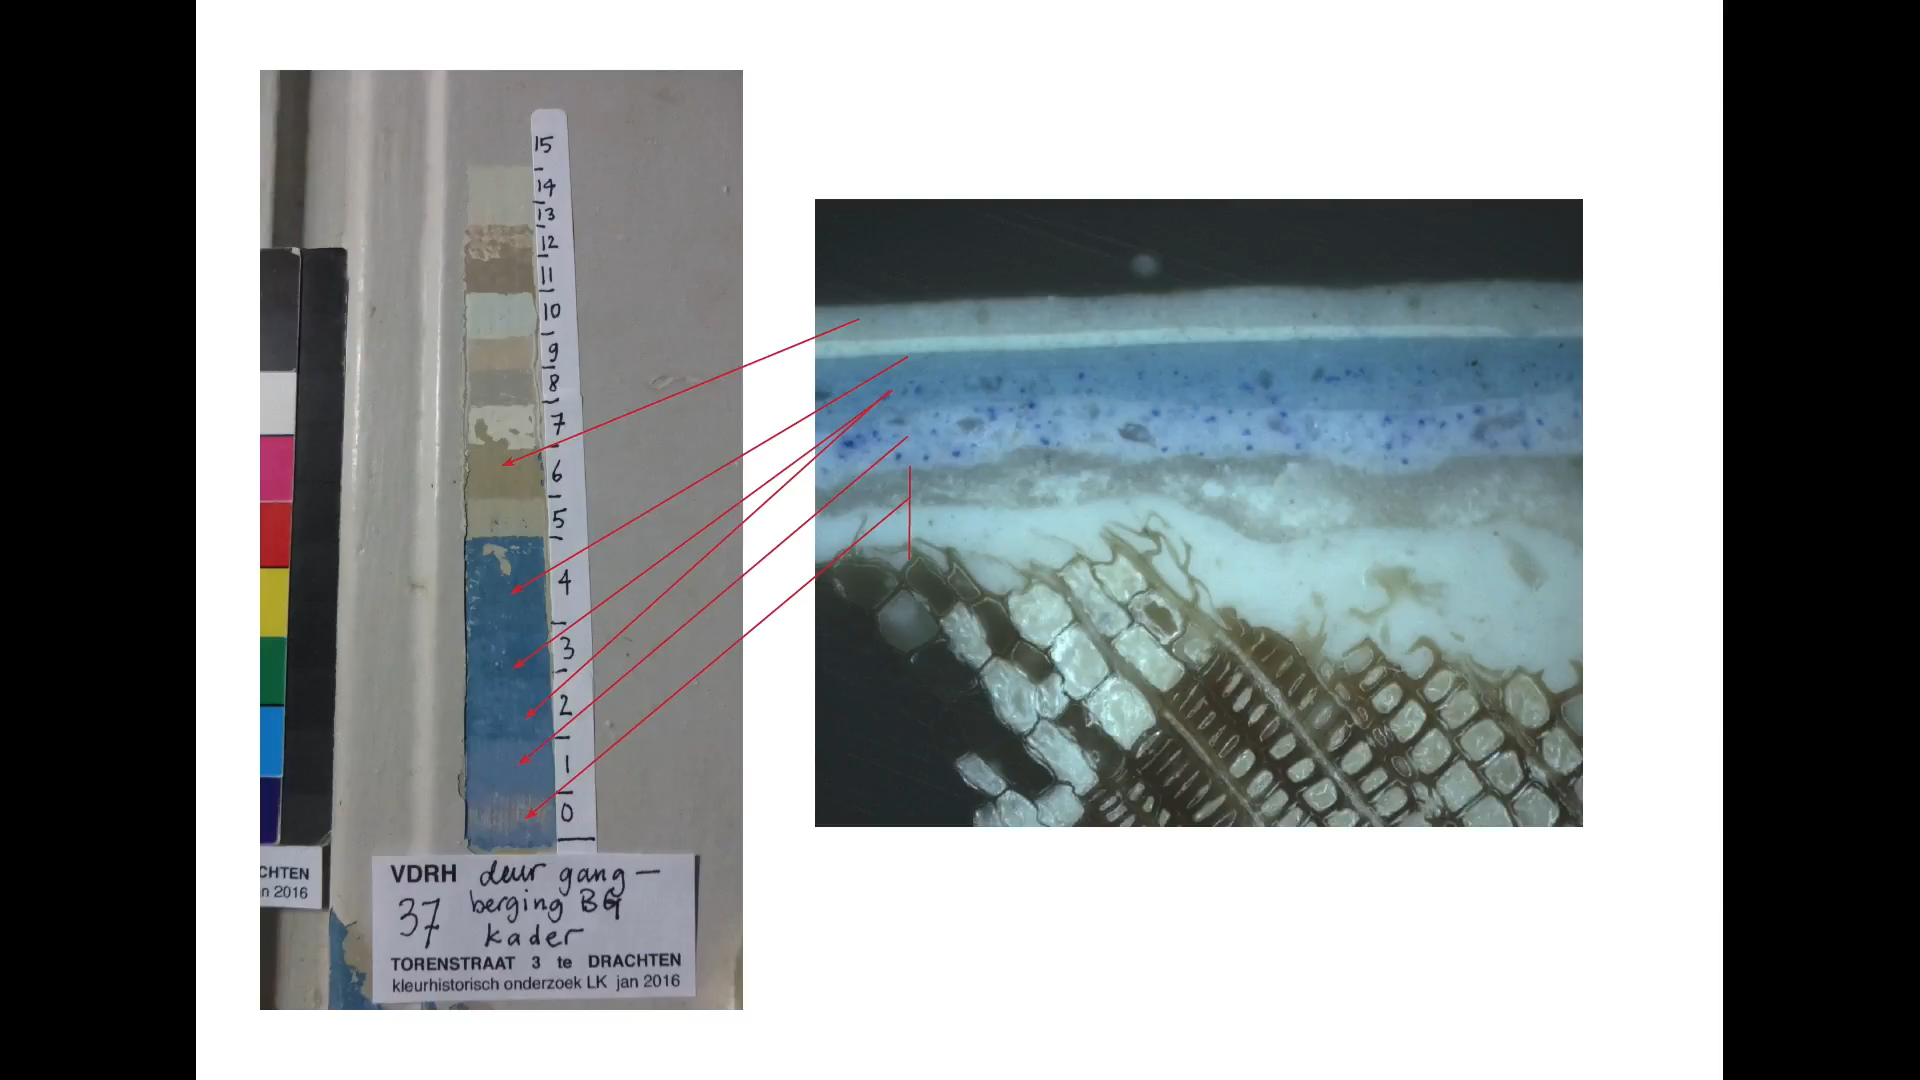 15
14
13
12
11
10
9
8
7
6
5
4
3
2
1
0
CHTEN
n 2016
VDRH deur gang-
37 berging BG
kader
TORENSTRAAT 3 te DRACHTEN
kleurhistorisch onderzoek LK jan 2016